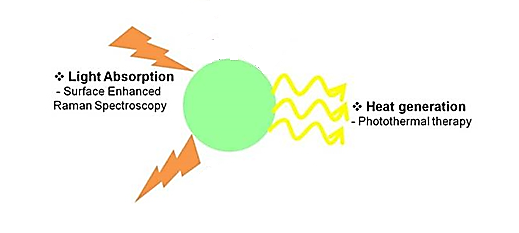 ❖ Light Absorption
- Surface Enhanced
Raman Spectroscopy
❖ Heat generation
- Photothermal therapy